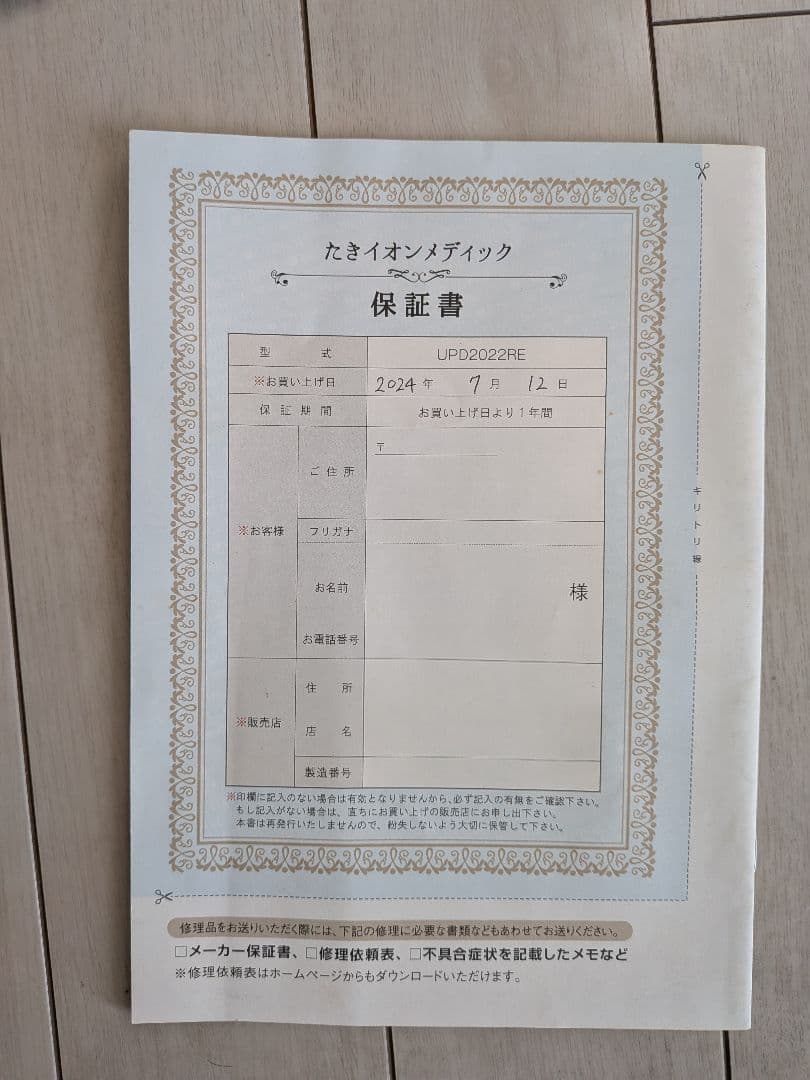 たきイオンメディック
保証書
型式 UPD2022RE
※お買い上げ日 2024年 7月 12日
保証期間 お買い上げ日より1年間
※お客様
ご住所 〒
フリガナ
お名前 様
お電話番号
※販売店
住所
店名
製造番号
※印欄に記入のない場合は有効となりませんから、必ず記入の有無をご確認下さい。
もし記入がない場合は、直ちにお買い上げの販売店にお申し出下さい。
本書は再発行いたしませんので、紛失しないよう大切に保管して下さい。
キリトリ線
修理品をお送りいただく際には、下記の修理に必要な書類などもあわせてお送りください。
□メーカー保証書、□修理依頼表、□不具合症状を記載したメモなど
※修理依頼表はホームページからもダウンロードいただけます。